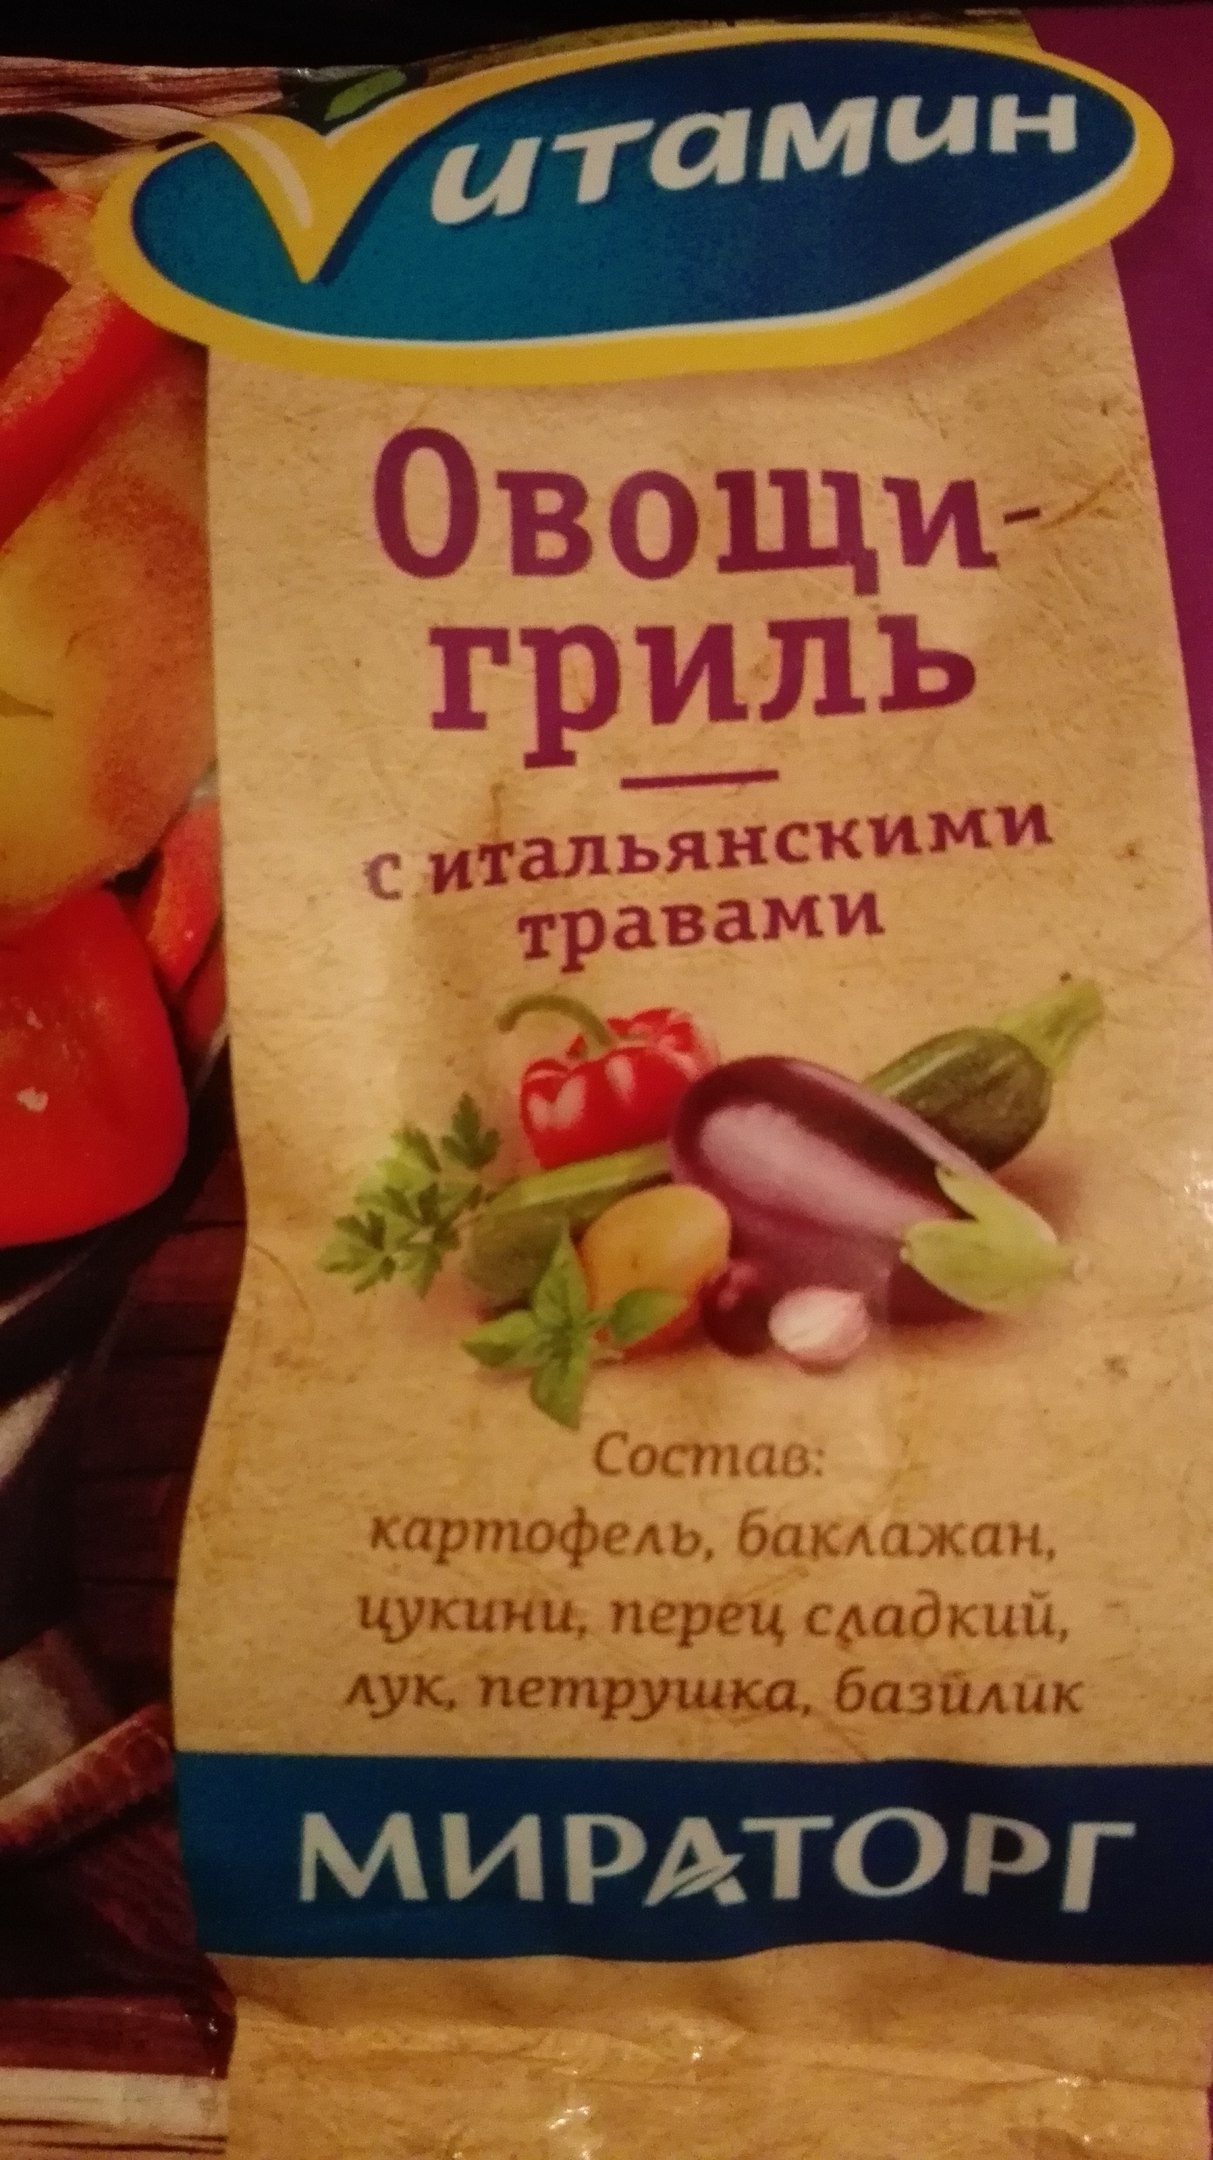 Vитамин
Овощи-
гриль
с итальянскими
травами
Состав:
картофель, баклажан,
цукини, перец сладкий,
лук, петрушка, базилик
МИРАТОРГ